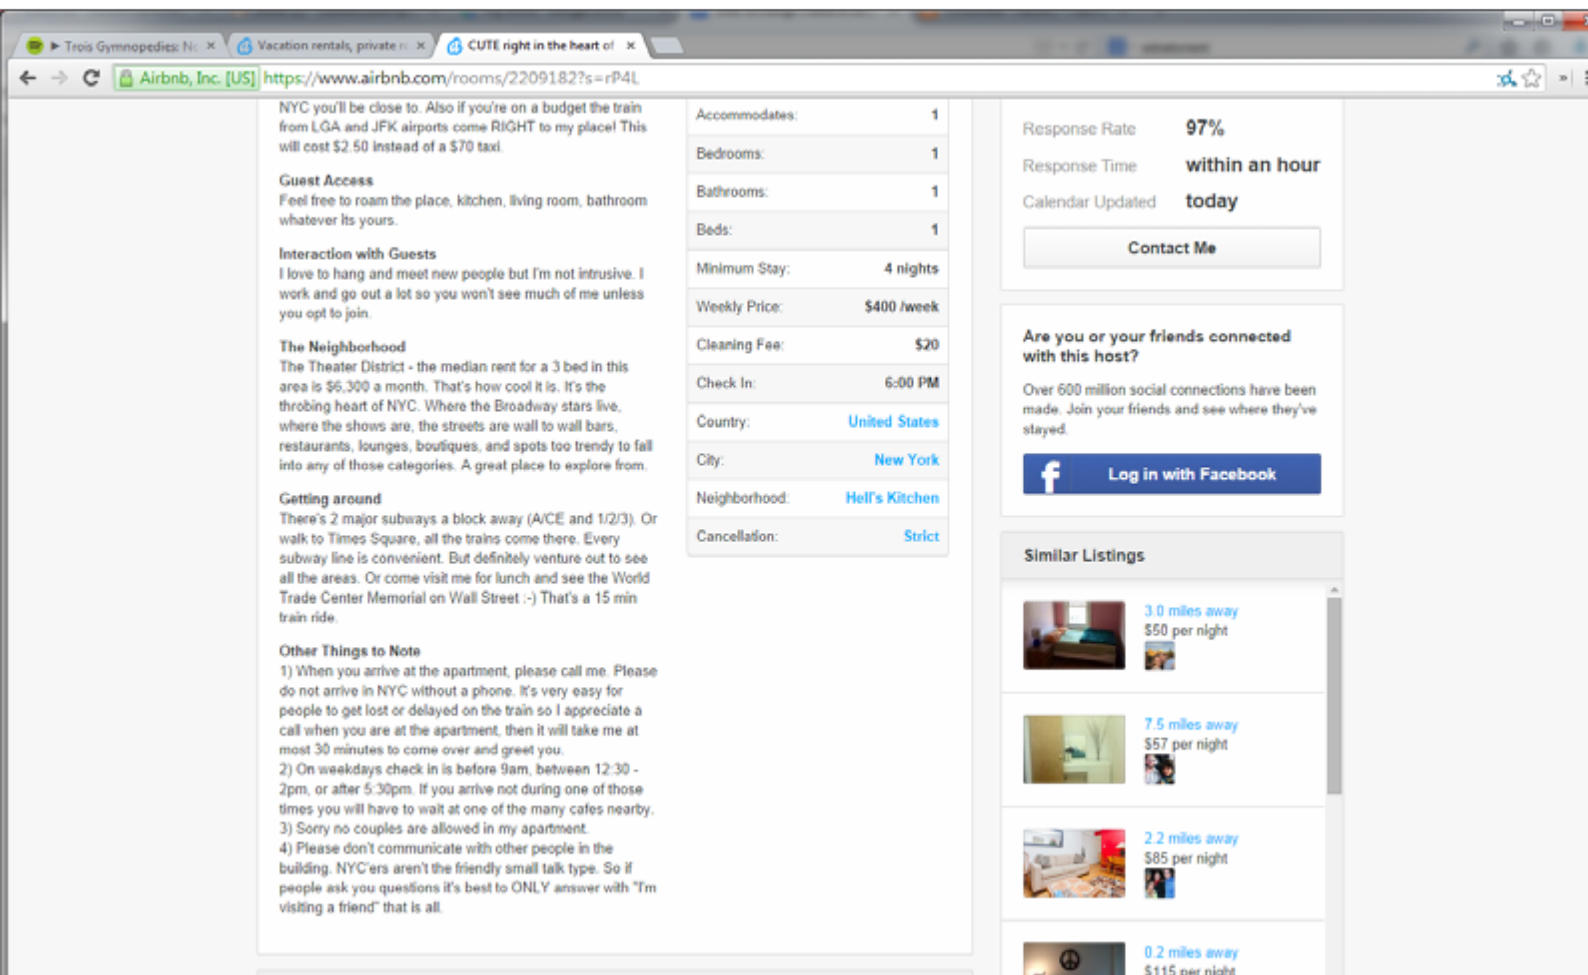 Trois Gymnopedies: No
Vacation rentals, private ro
CUTE right in the heart of
Airbnb, Inc. [US]
https://www.airbnb.com/rooms/2209182?s=rP4L
NYC you'll be close to. Also if you're on a budget the train
from LGA and JFK airports come RIGHT to my place! This
will cost $2.50 instead of a $70 taxi.
Guest Access
Feel free to roam the place, kitchen, living room, bathroom
whatever Its yours.
Interaction with Guests
I love to hang and meet new people but I'm not intrusive. I
work and go out a lot so you won't see much of me unless
you opt to join.
The Neighborhood
The Theater District - the median rent for a 3 bed in this
area is $6,300 a month. That's how cool it is. It's the
throbing heart of NYC. Where the Broadway stars live,
where the shows are, the streets are wall to wall bars,
restaurants, lounges, boutiques, and spots too trendy to fall
into any of those categories. A great place to explore from.
Getting around
There's 2 major subways a block away (A/CE and 1/2/3). Or
walk to Times Square, all the trains come there. Every
subway line is convenient. But definitely venture out to see
all the areas. Or come visit me for lunch and see the World
Trade Center Memorial on Wall Street :-) That's a 15 min
train ride.
Other Things to Note
1) When you arrive at the apartment, please call me. Please
do not arrive in NYC without a phone. It's very easy for
people to get lost or delayed on the train so I appreciate a
call when you are at the apartment, then it will take me at
most 30 minutes to come over and greet you.
2) On weekdays check in is before 9am, between 12:30 -
2pm, or after 5:30pm. If you arrive not during one of those
times you will have to wait at one of the many cafes nearby.
3) Sorry no couples are allowed in my apartment.
4) Please don't communicate with other people in the
building. NYC'ers aren't the friendly small talk type. So if
people ask you questions it's best to ONLY answer with "I'm
visiting a friend" that is all.
Accommodates: 1
Bedrooms: 1
Bathrooms: 1
Beds: 1
Minimum Stay: 4 nights
Weekly Price: $400 /week
Cleaning Fee: $20
Check In: 6:00 PM
Country: United States
City: New York
Neighborhood: Hell's Kitchen
Cancellation: Strict
Response Rate 97%
Response Time within an hour
Calendar Updated today
Contact Me
Are you or your friends connected
with this host?
Over 600 million social connections have been
made. Join your friends and see where they've
stayed.
f Log in with Facebook
Similar Listings
3.0 miles away
$50 per night
7.5 miles away
$57 per night
2.2 miles away
$85 per night
0.2 miles away
$115 per night